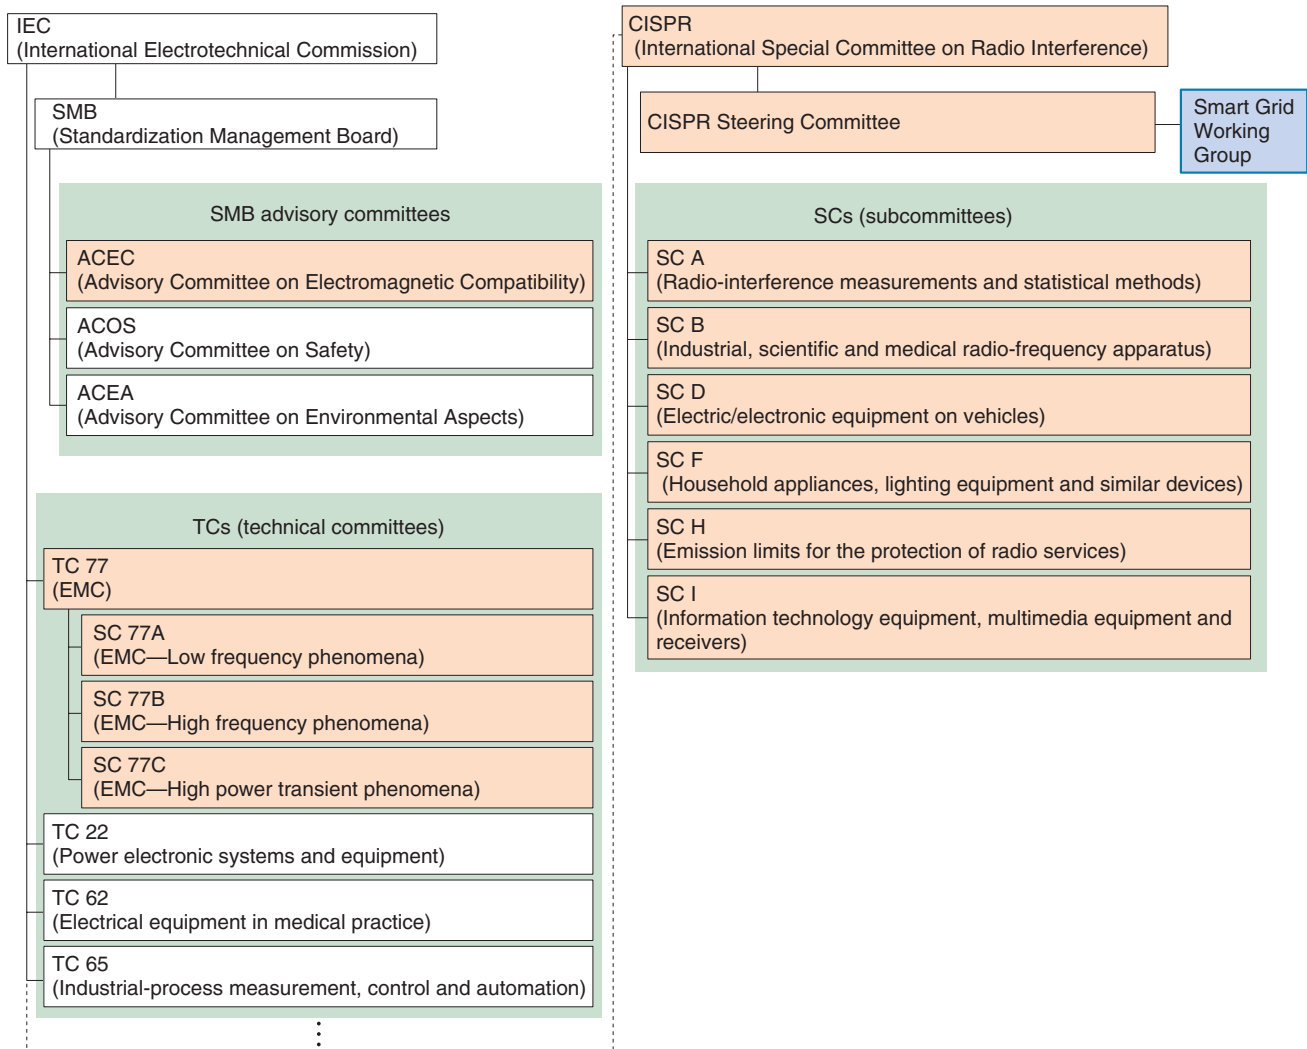 IEC
(International Electrotechnical Commission)
SMB
(Standardization Management Board)
SMB advisory committees
ACEC
(Advisory Committee on Electromagnetic Compatibility)
ACOS
(Advisory Committee on Safety)
ACEA
(Advisory Committee on Environmental Aspects)
TCs (technical committees)
TC 77
(EMC)
SC 77A
(EMC—Low frequency phenomena)
SC 77B
(EMC—High frequency phenomena)
SC 77C
(EMC—High power transient phenomena)
TC 22
(Power electronic systems and equipment)
TC 62
(Electrical equipment in medical practice)
TC 65
(Industrial-process measurement, control and automation)
CISPR
(International Special Committee on Radio Interference)
CISPR Steering Committee
Smart Grid
Working
Group
SCs (subcommittees)
SC A
(Radio-interference measurements and statistical methods)
SC B
(Industrial, scientific and medical radio-frequency apparatus)
SC D
(Electric/electronic equipment on vehicles)
SC F
(Household appliances, lighting equipment and similar devices)
SC H
(Emission limits for the protection of radio services)
SC I
(Information technology equipment, multimedia equipment and
receivers)